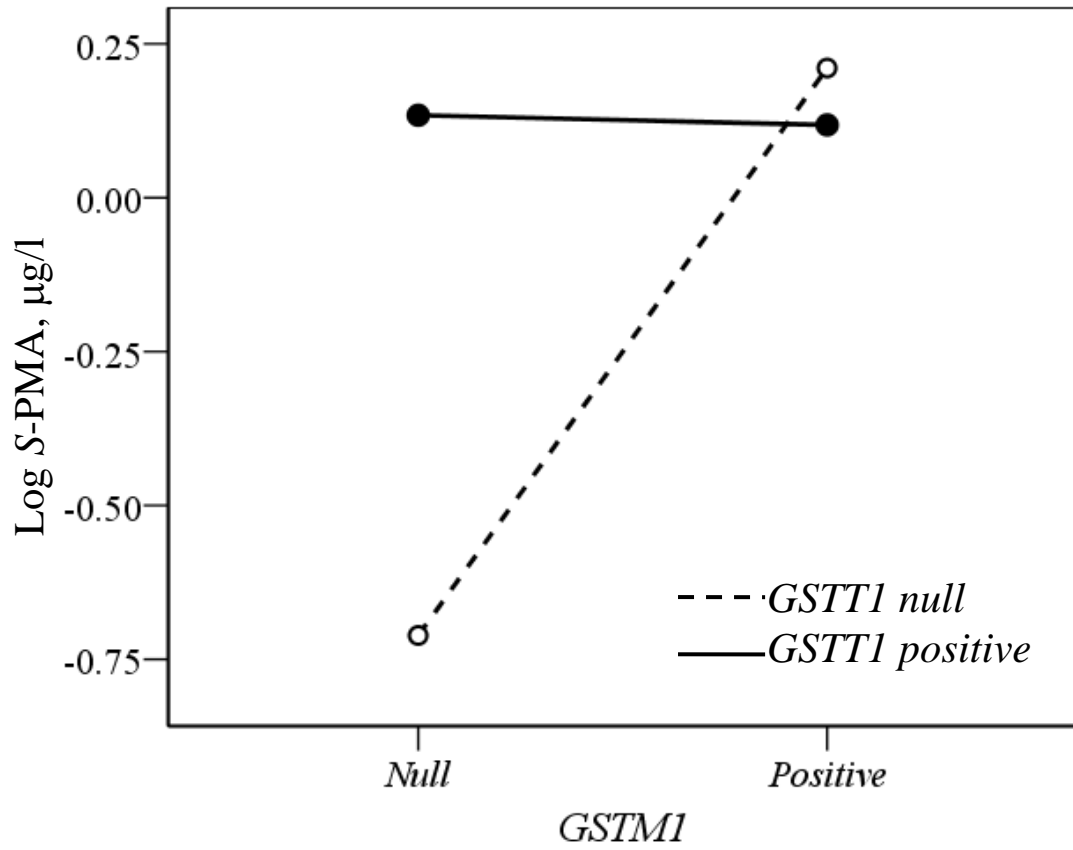 0.25
0.00
-0.25
-0.50
-0.75
Log S-PMA, µg/l
GSTT1 null
GSTT1 positive
Null Positive
GSTM1